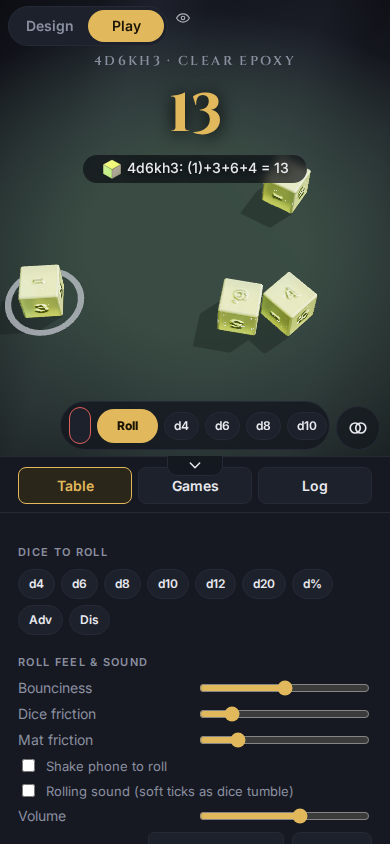 Design Play
4D6KH3 · CLEAR EPOXY
13
4d6kh3: (1)+3+6+4 = 13
Roll d4 d6 d8 d10
Table Games Log
DICE TO ROLL
d4 d6 d8 d10 d12 d20 d%
Adv Dis
ROLL FEEL & SOUND
Bounciness
Dice friction
Mat friction
Shake phone to roll
Rolling sound (soft ticks as dice tumble)
Volume